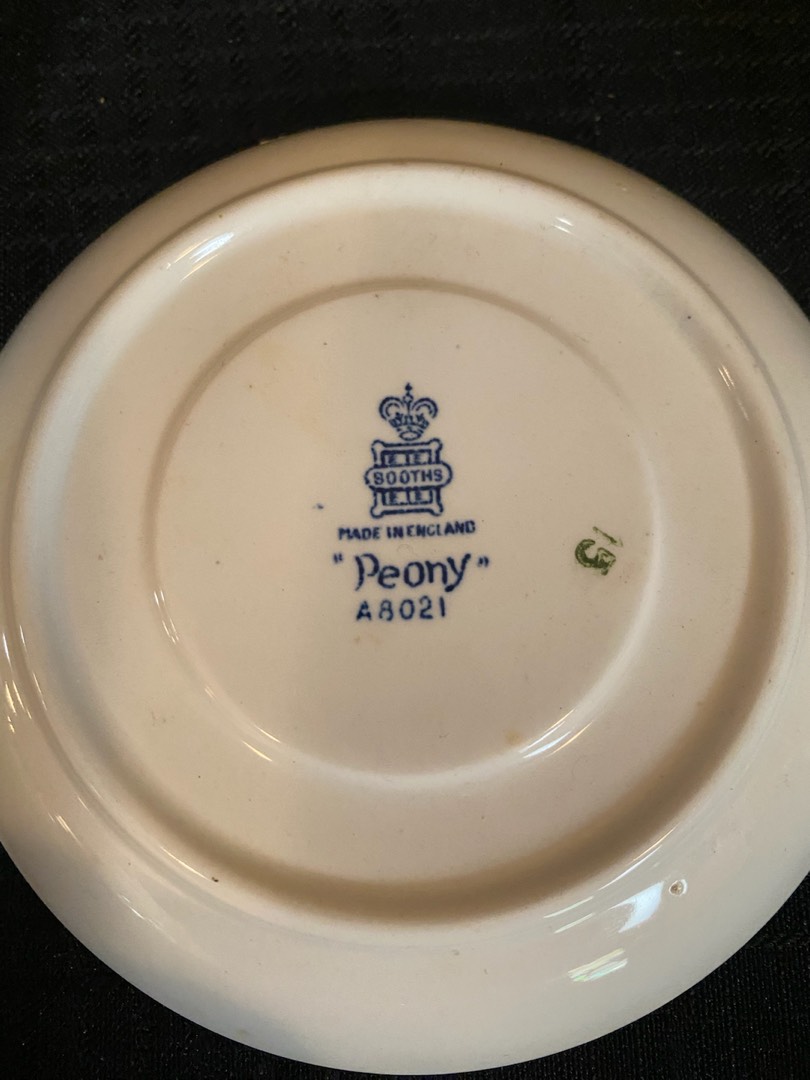 BOOTHS
MADE IN ENGLAND
"Peony"
A8021